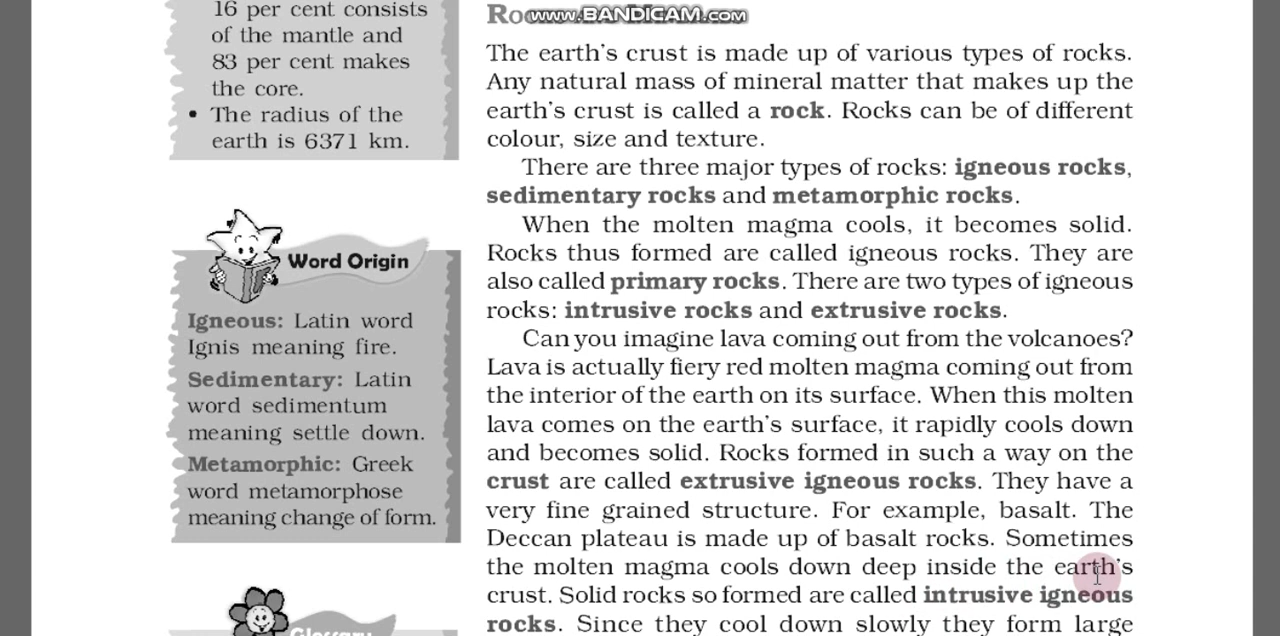 16 per cent consists
of the mantle and
83 per cent makes
the core.
• The radius of the
earth is 6371 km.
Word Origin
Igneous: Latin word
Ignis meaning fire.
Sedimentary: Latin
word sedimentum
meaning settle down.
Metamorphic: Greek
word metamorphose
meaning change of form.
Glossary
www.BANDICAM.com
The earth's crust is made up of various types of rocks.
Any natural mass of mineral matter that makes up the
earth's crust is called a rock. Rocks can be of different
colour, size and texture.
There are three major types of rocks: igneous rocks,
sedimentary rocks and metamorphic rocks.
When the molten magma cools, it becomes solid.
Rocks thus formed are called igneous rocks. They are
also called primary rocks. There are two types of igneous
rocks: intrusive rocks and extrusive rocks.
Can you imagine lava coming out from the volcanoes?
Lava is actually fiery red molten magma coming out from
the interior of the earth on its surface. When this molten
lava comes on the earth's surface, it rapidly cools down
and becomes solid. Rocks formed in such a way on the
crust are called extrusive igneous rocks. They have a
very fine grained structure. For example, basalt. The
Deccan plateau is made up of basalt rocks. Sometimes
the molten magma cools down deep inside the earth's
crust. Solid rocks so formed are called intrusive igneous
rocks. Since they cool down slowly they form large